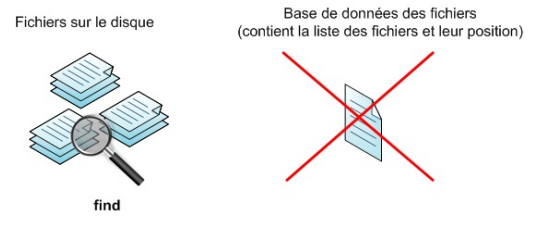 Fichiers sur le disque
Base de données des fichiers
(contient la liste des fichiers et leur position)
find